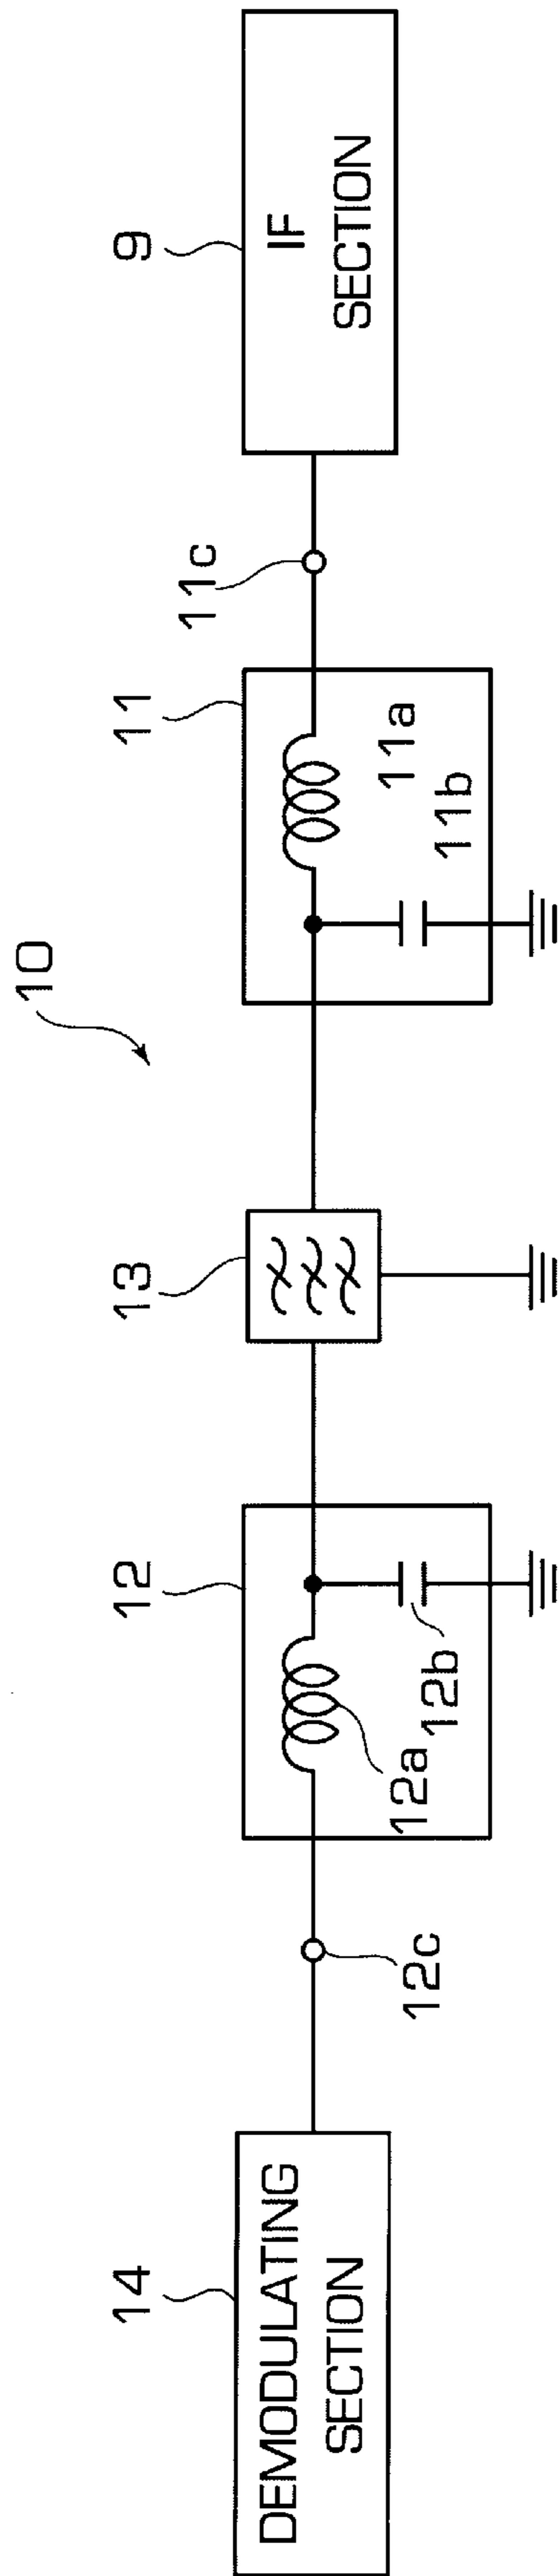 10
14
12
13
11
11c
9
DEMODULATING
SECTION
IF
SECTION
12c
12a
12b
11a
11b